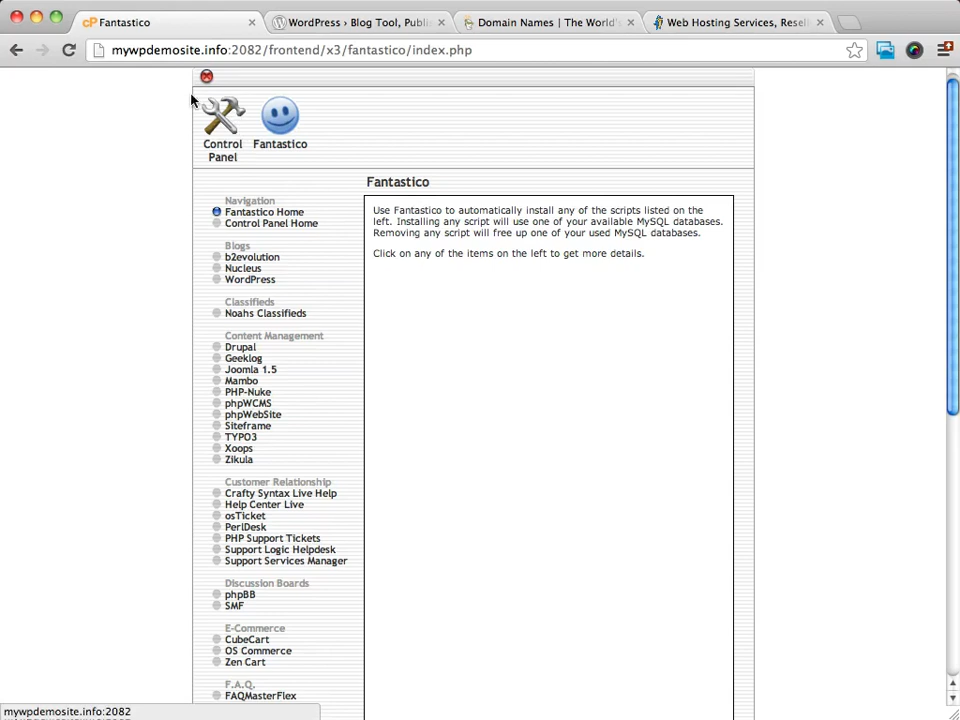 Fantastico
WordPress › Blog Tool, Publis
Domain Names | The World'
Web Hosting Services, Resel
mywpdemosite.info:2082/frontend/x3/fantastico/index.php
Control
Panel
Fantastico
Fantastico
Navigation
Fantastico Home
Control Panel Home
Blogs
b2evolution
Nucleus
WordPress
Classifieds
Noahs Classifieds
Content Management
Drupal
Geeklog
Joomla 1.5
Mambo
PHP-Nuke
phpWCMS
phpWebSite
Siteframe
TYPO3
Xoops
Zikula
Customer Relationship
Crafty Syntax Live Help
Help Center Live
osTicket
PerlDesk
PHP Support Tickets
Support Logic Helpdesk
Support Services Manager
Discussion Boards
phpBB
SMF
E-Commerce
CubeCart
OS Commerce
Zen Cart
F.A.Q.
FAQMasterFlex
Use Fantastico to automatically install any of the scripts listed on the
left. Installing any script will use one of your available MySQL databases.
Removing any script will free up one of your used MySQL databases.
Click on any of the items on the left to get more details.
mywpdemosite.info:2082